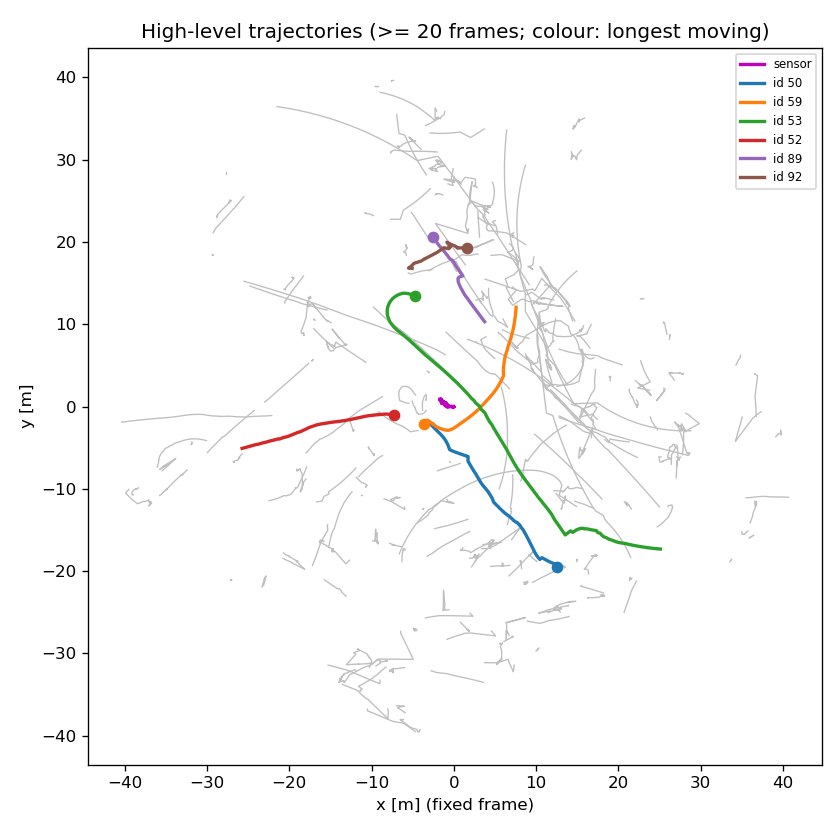 High-level trajectories (>= 20 frames; colour: longest moving)
sensor
id 50
id 59
id 53
id 52
id 89
id 92
y [m]
40
30
20
10
0
−10
−20
−30
−40
−40 −30 −20 −10 0 10 20 30 40
x [m] (fixed frame)